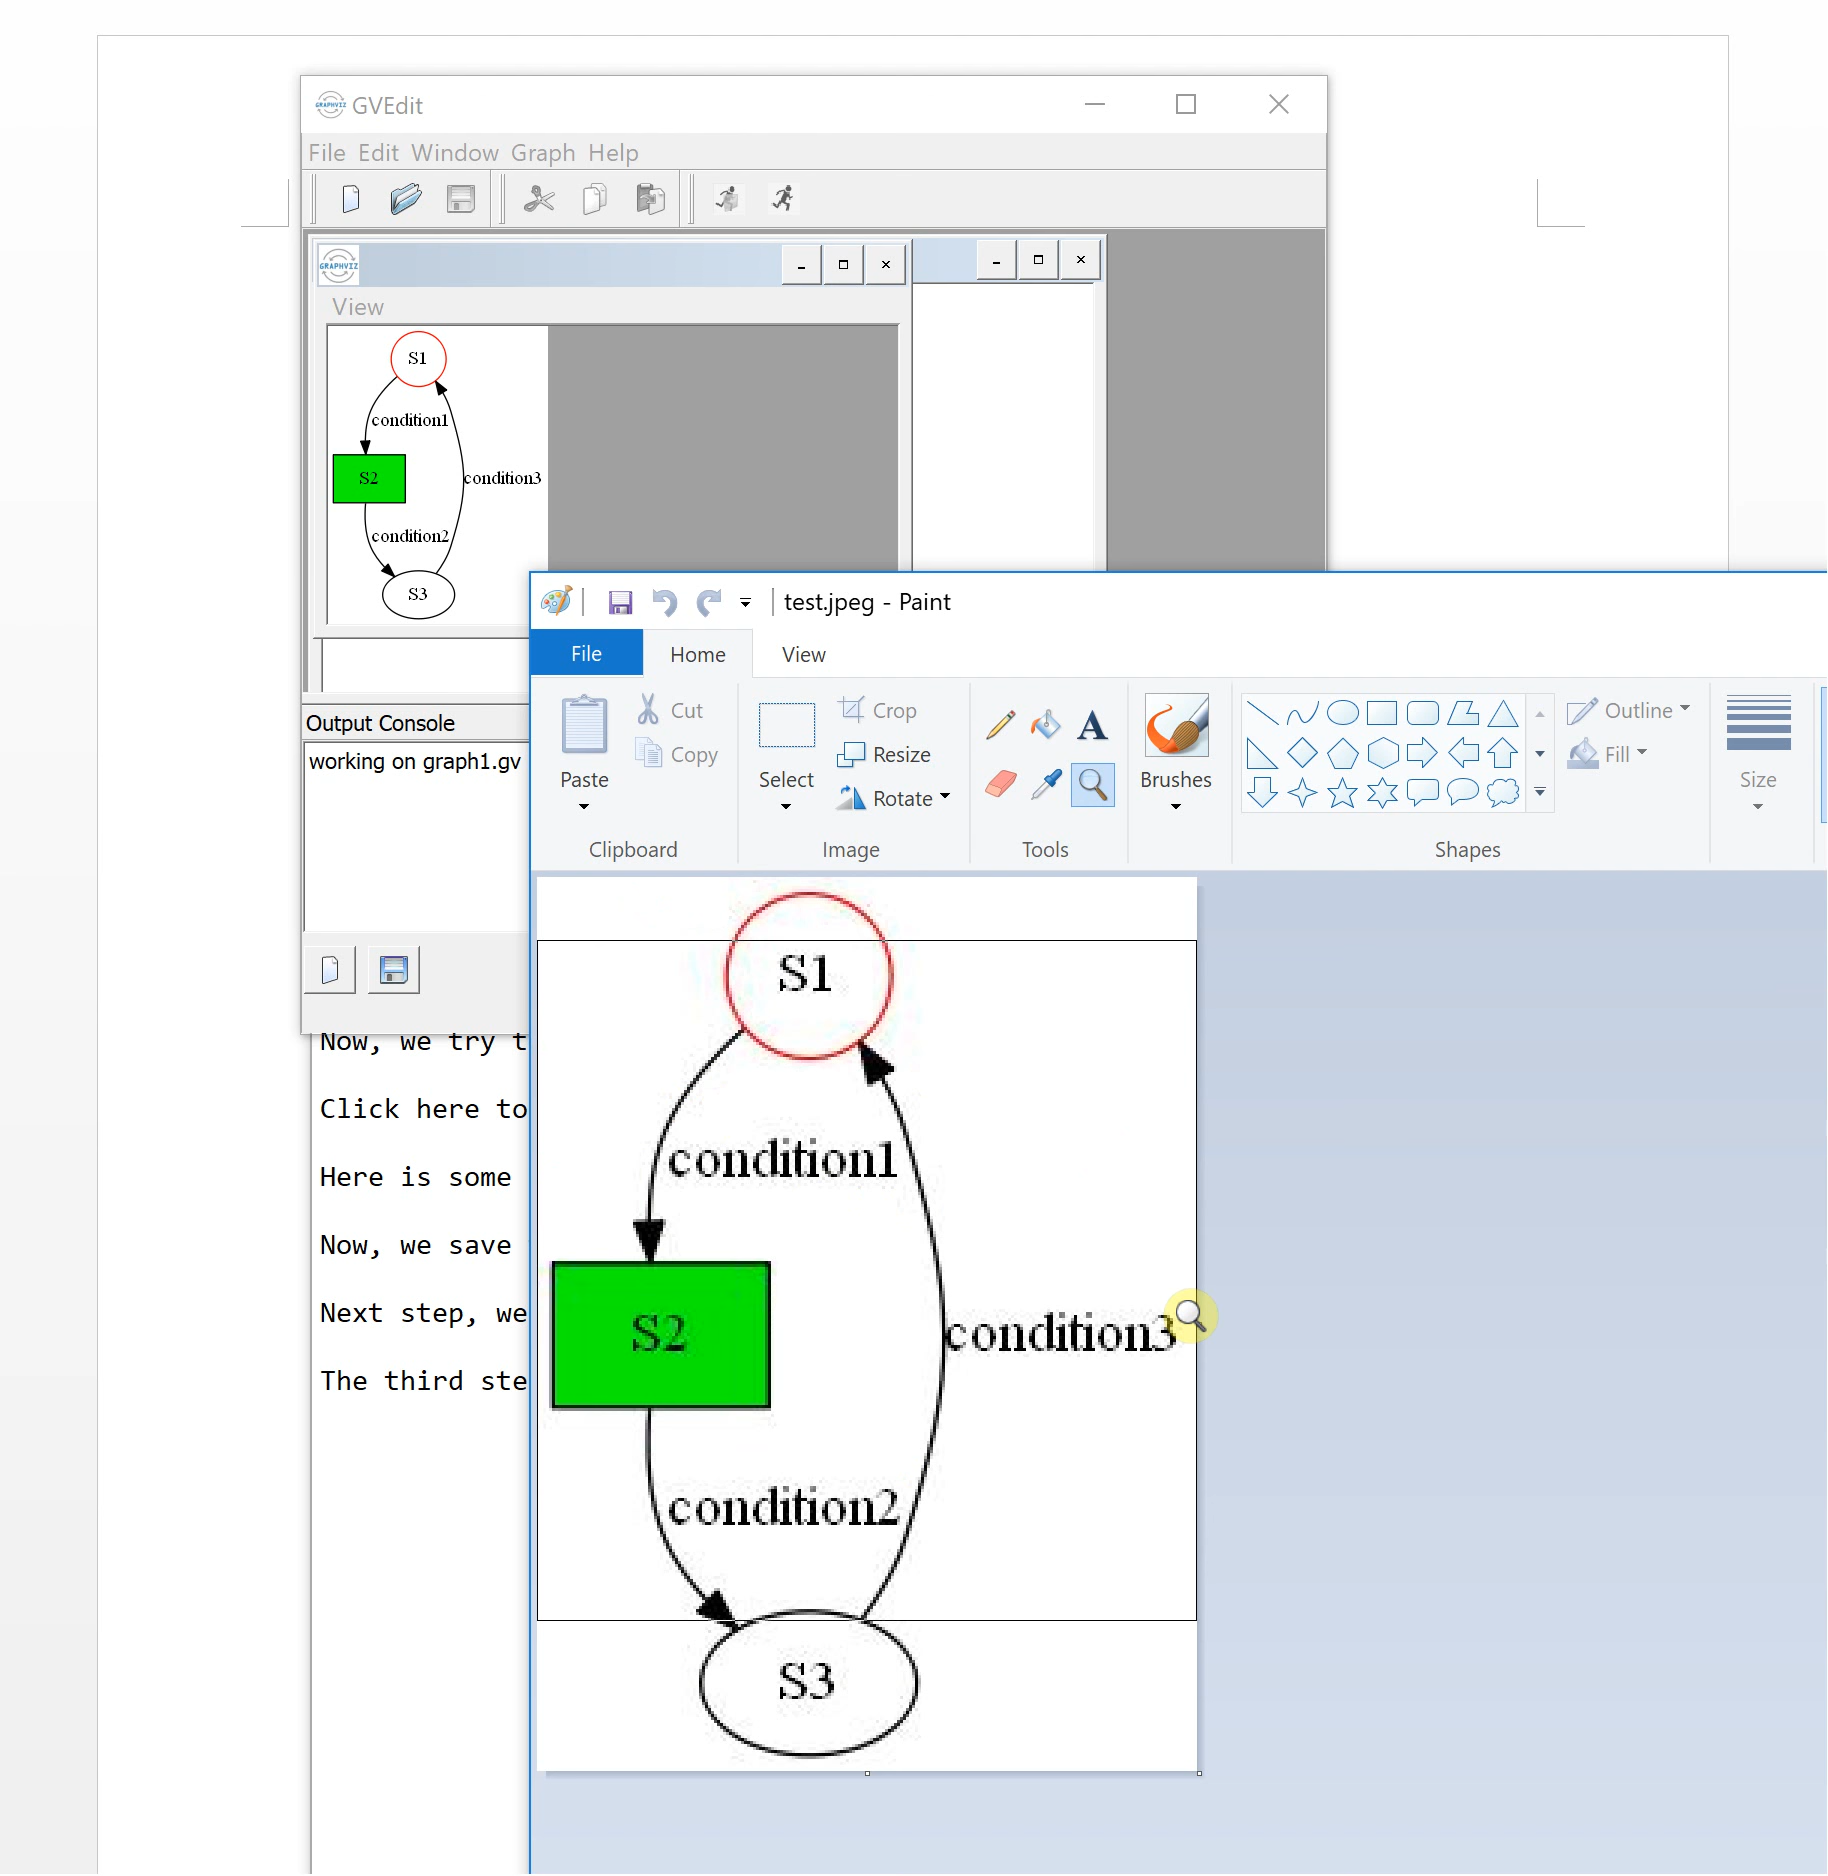 GRAPHVIZ GVEdit
File Edit Window Graph Help
GRAPHVIZ
View
S1
condition1
S2
condition3
condition2
S3
Output Console
working on graph1.gv
Now, we try t
Click here to
Here is some
Now, we save
Next step, we
The third ste
test.jpeg - Paint
File Home View
Paste
Cut
Copy
Clipboard
Select
Crop
Resize
Rotate
Image
A
Tools
Brushes
Outline
Fill
Shapes
Size
S1
condition1
S2
condition3
condition2
S3